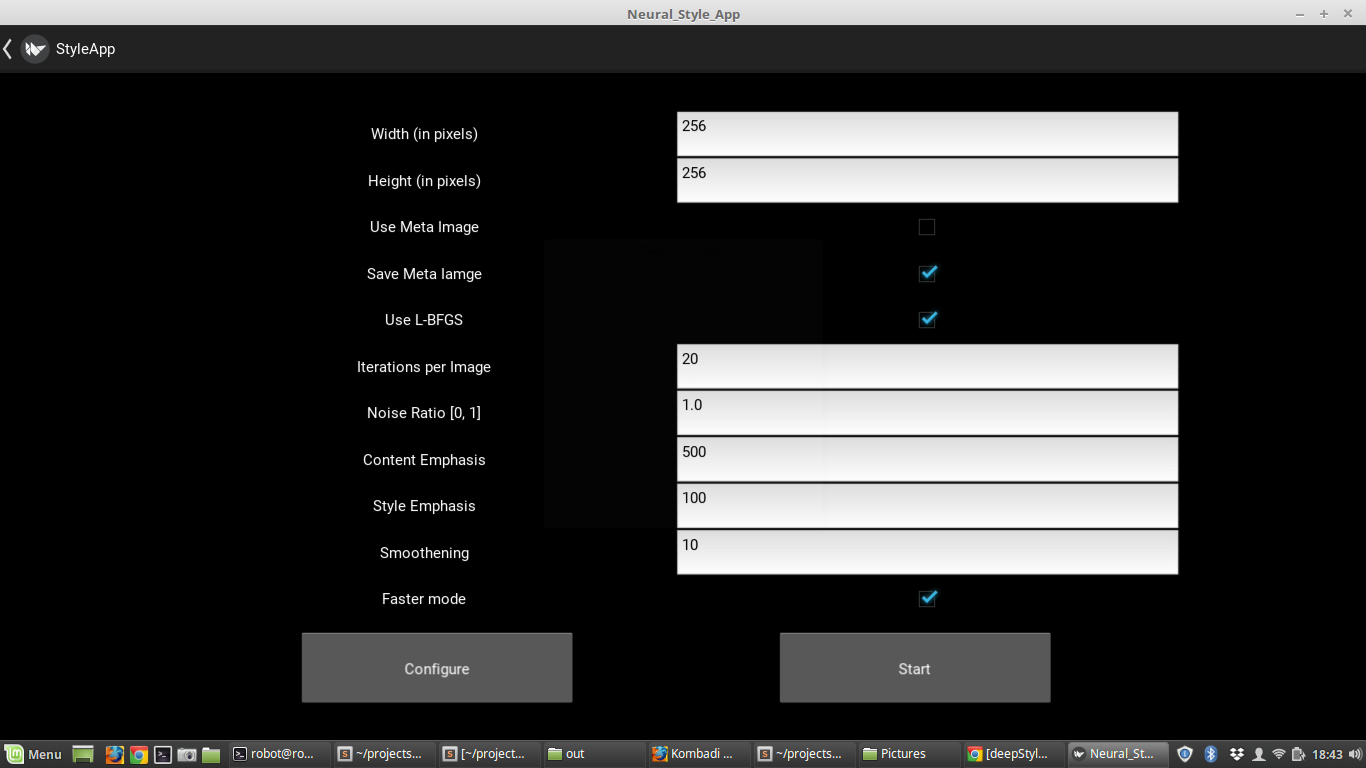 Neural_Style_App
StyleApp
Width (in pixels)
256
Height (in pixels)
256
Use Meta Image
Save Meta Iamge
Use L-BFGS
Iterations per Image
20
Noise Ratio [0, 1]
1.0
Content Emphasis
500
Style Emphasis
100
Smoothening
10
Faster mode
Configure
Start
Menu
robot@ro...
~/projects...
[~/project...
out
Kombadi ...
~/projects...
Pictures
[deepStyl...
Neural_St...
18:43